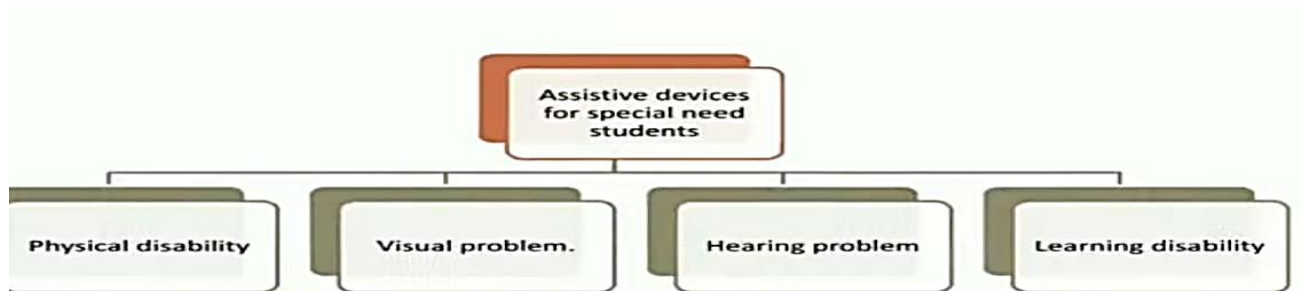 Assistive devices
for special need
students
Physical disability
Visual problem.
Hearing problem
Learning disability